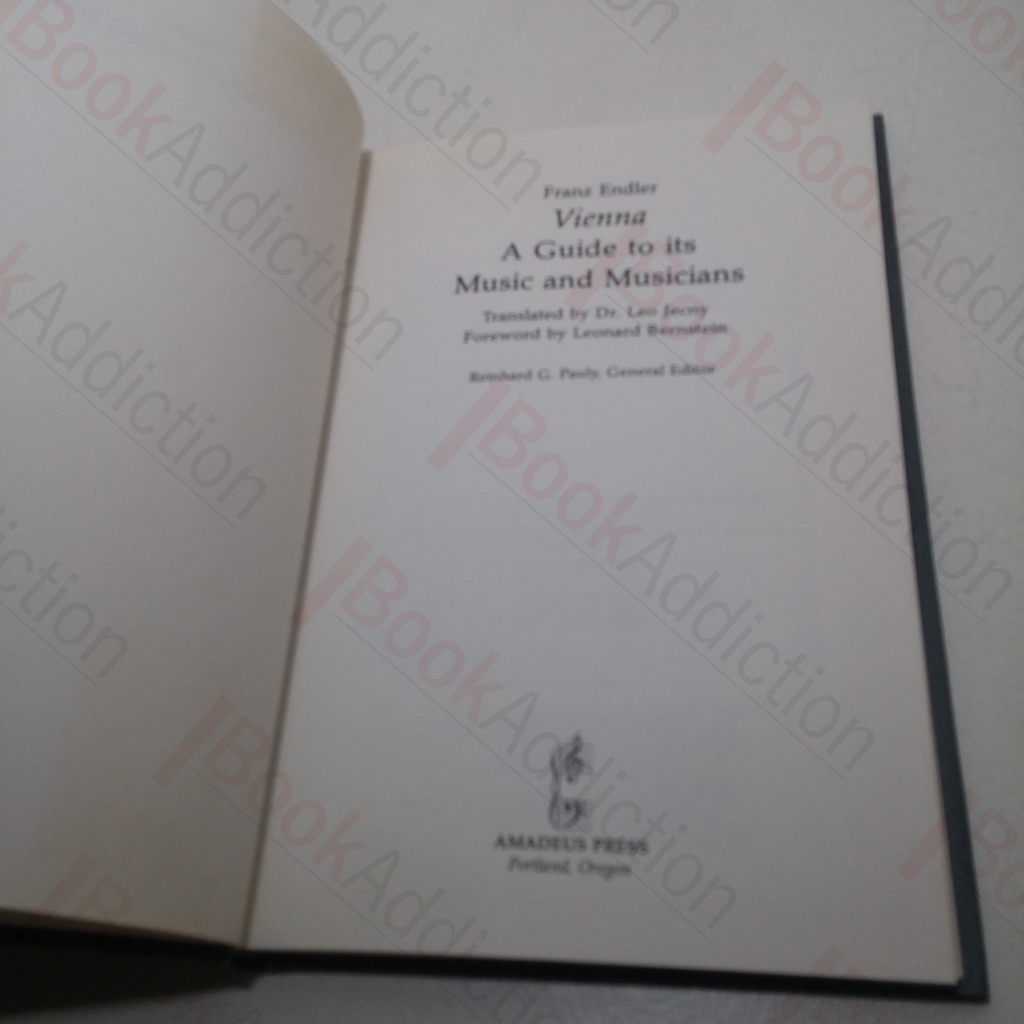 Franz Endler
Vienna
A Guide to its
Music and Musicians
Translated by Dr. Leo Jecny
Foreword by Leonard Bernstein
Reinhard G. Pauly, General Editor
AMADEUS PRESS
Portland, Oregon
BookAddiction